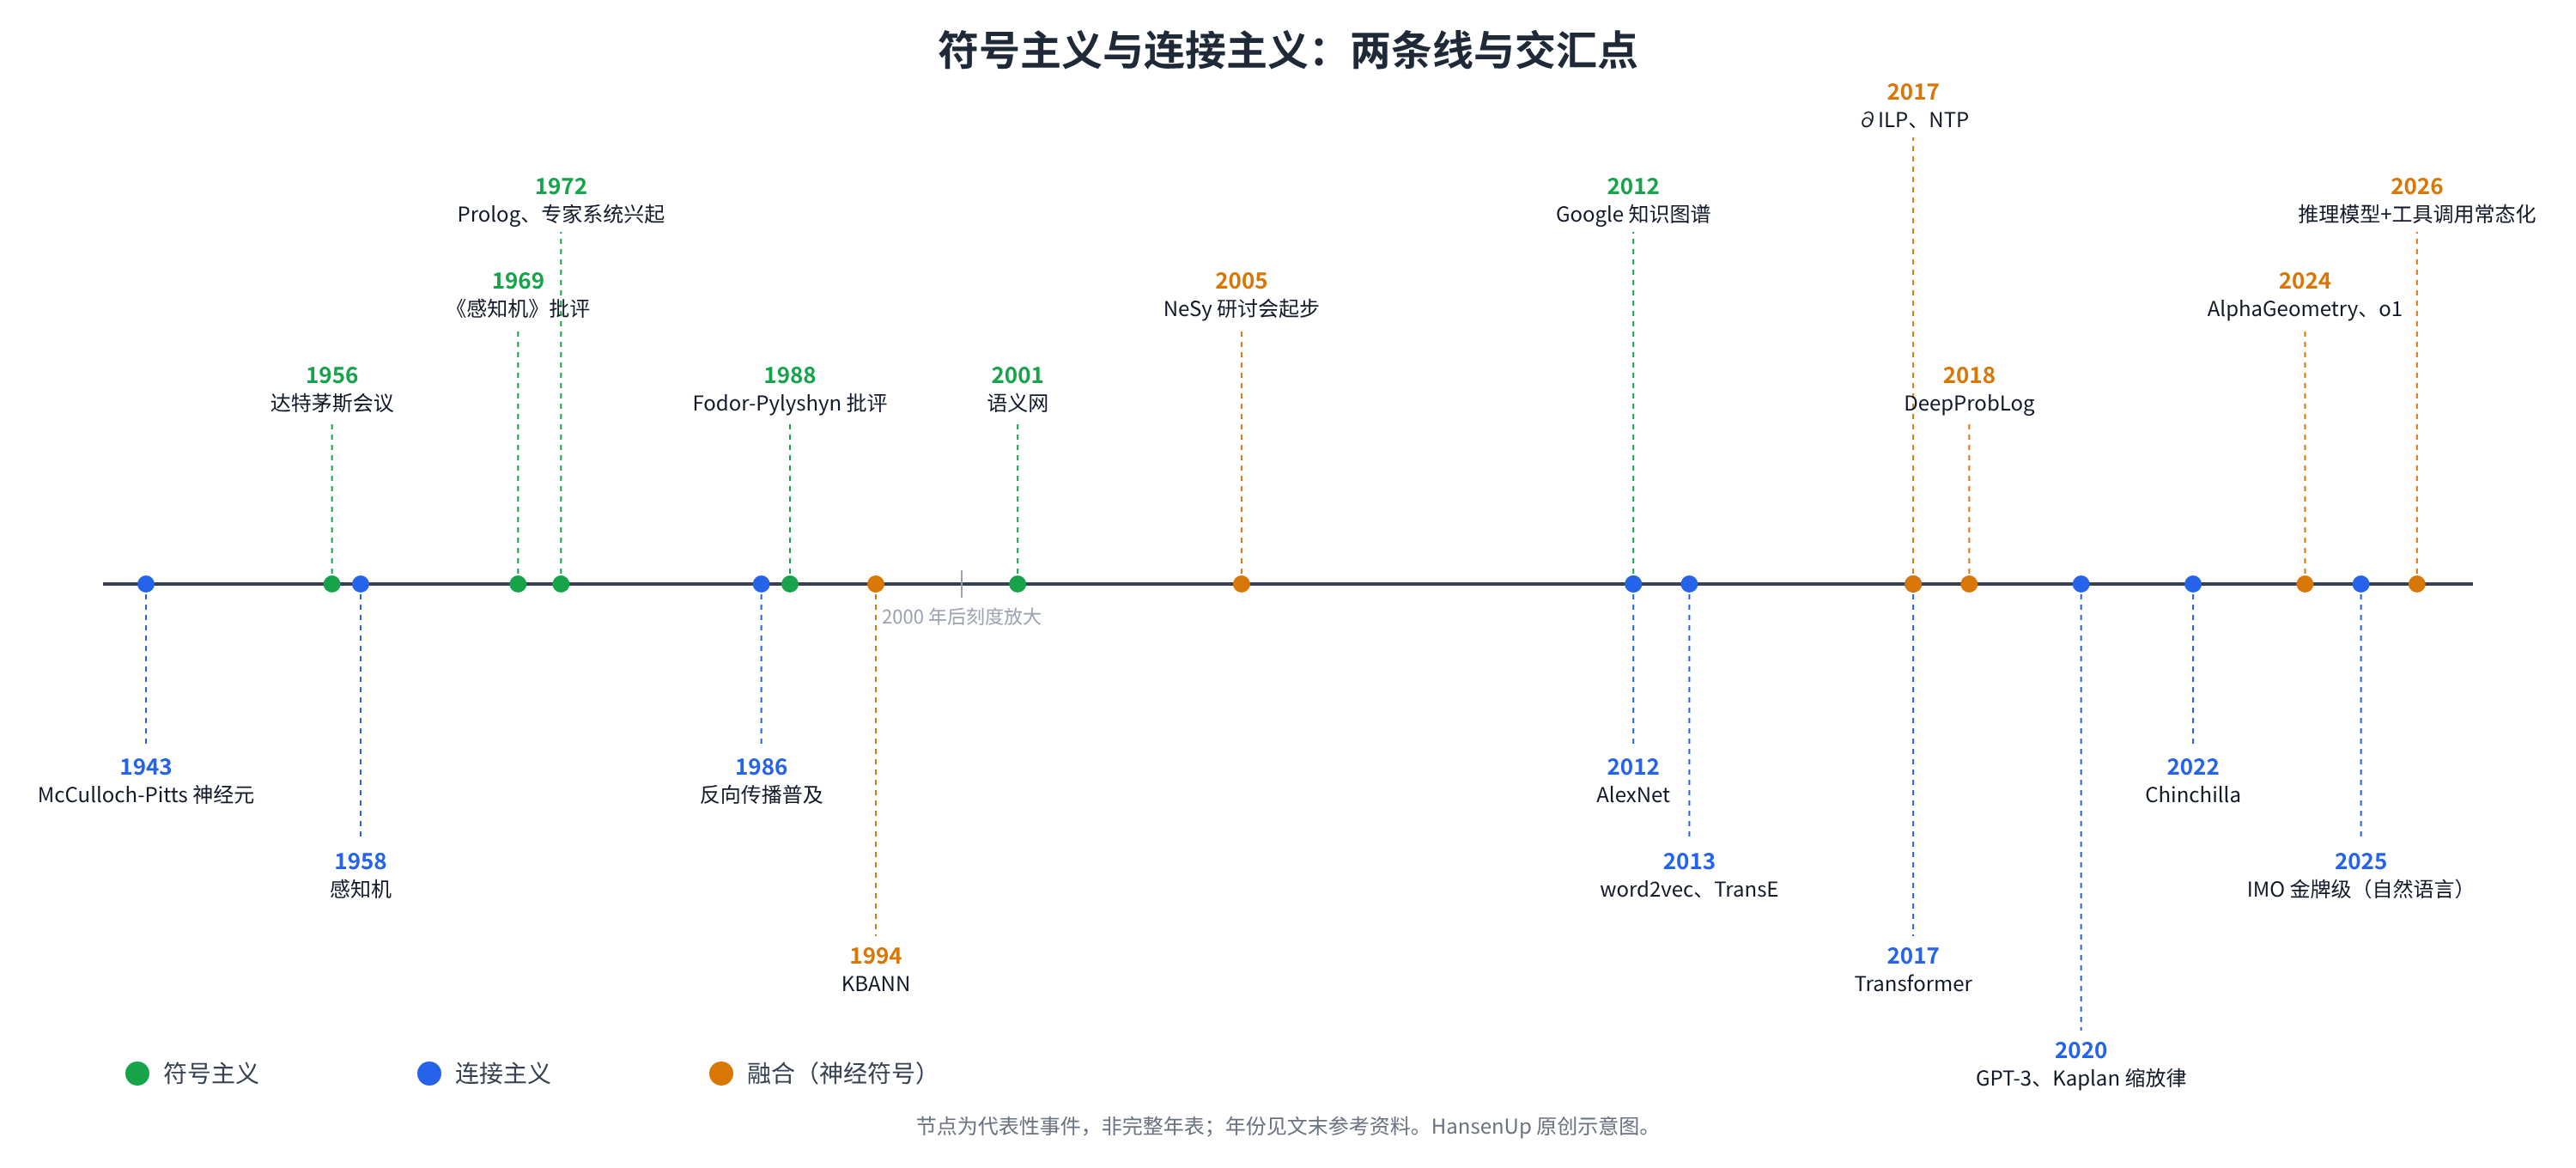 符号主义与连接主义：两条线与交汇点
2017
∂ILP、NTP
1972
Prolog、专家系统兴起
2012
Google 知识图谱
2026
推理模型+工具调用常态化
1969
《感知机》批评
2005
NeSy 研讨会起步
2024
AlphaGeometry、o1
1956
达特茅斯会议
1988
Fodor-Pylyshyn 批评
2001
语义网
2018
DeepProbLog
2000 年后刻度放大
1943
McCulloch-Pitts 神经元
1986
反向传播普及
2012
AlexNet
2022
Chinchilla
1958
感知机
2013
word2vec、TransE
2025
IMO 金牌级（自然语言）
1994
KBANN
2017
Transformer
2020
GPT-3、Kaplan 缩放律
符号主义
连接主义
融合（神经符号）
节点为代表性事件，非完整年表；年份见文末参考资料。HansenUp 原创示意图。